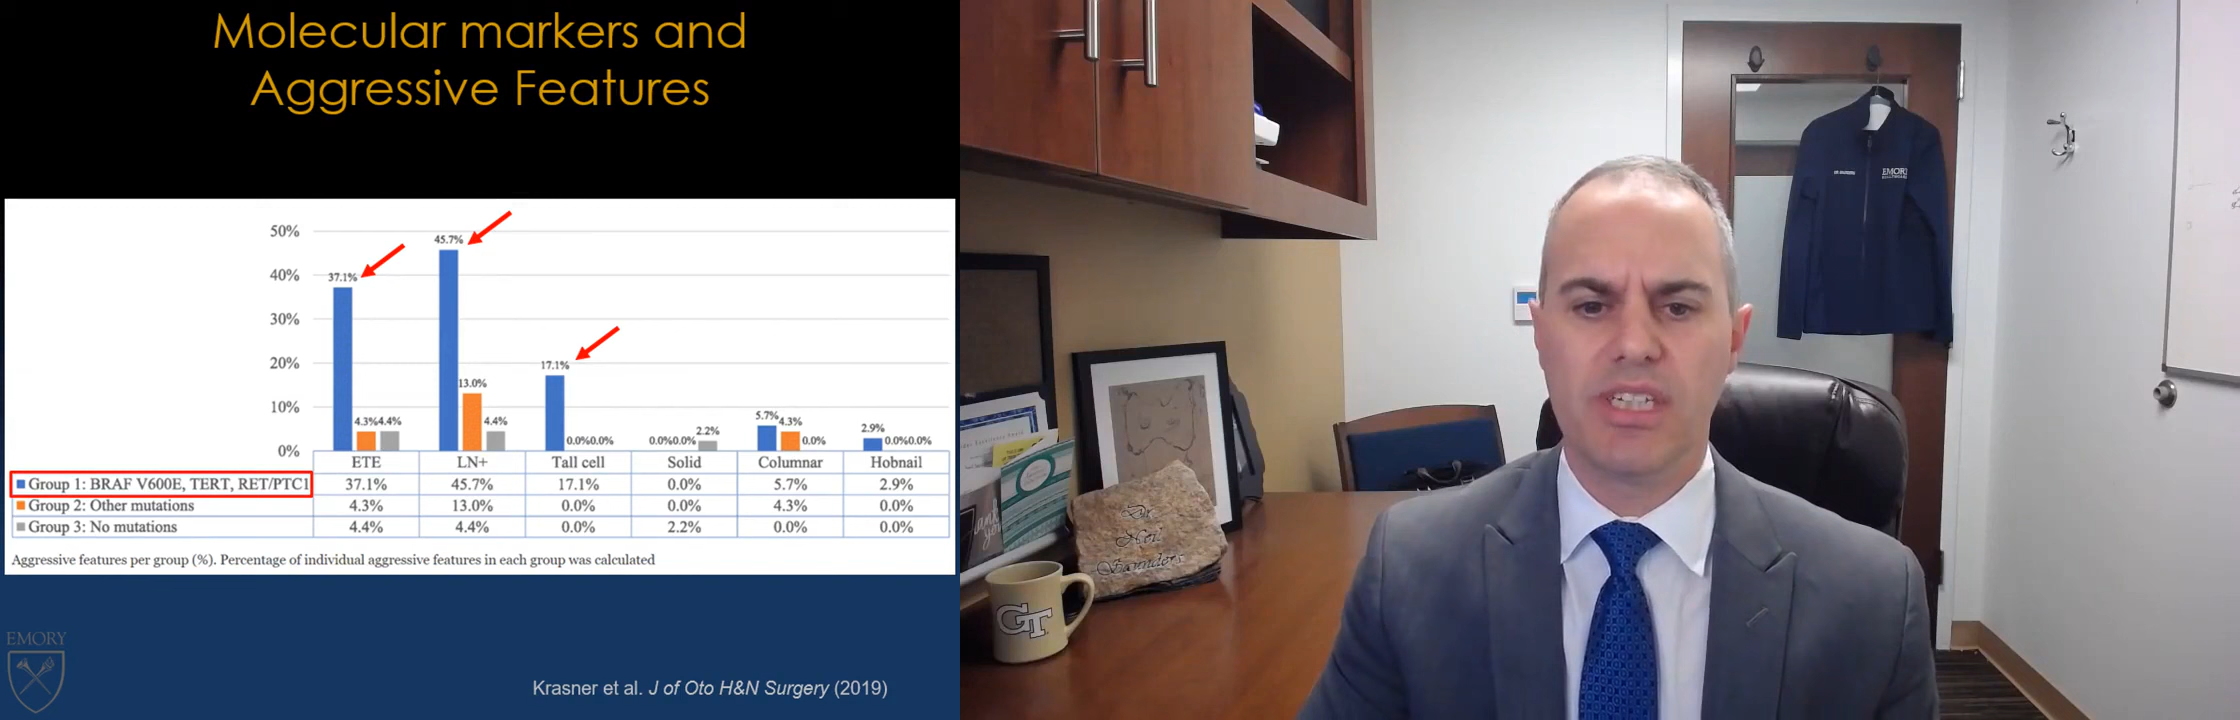 Molecular markers and
Aggressive Features
50%
40%
30%
20%
10%
0%
37.1%
4.3%
4.4%
45.7%
13.0%
4.4%
17.1%
0.0%
0.0%
0.0%
0.0%
2.2%
5.7%
4.3%
0.0%
2.9%
0.0%
0.0%
ETE LN+ Tall cell Solid Columnar Hobnail
Group 1: BRAF V600E, TERT, RET/PTC1 37.1% 45.7% 17.1% 0.0% 5.7% 2.9%
Group 2: Other mutations 4.3% 13.0% 0.0% 0.0% 4.3% 0.0%
Group 3: No mutations 4.4% 4.4% 0.0% 2.2% 0.0% 0.0%
Aggressive features per group (%). Percentage of individual aggressive features in each group was calculated
EMORY
Krasner et al. J of Oto H&N Surgery (2019)
EMORY
Thank
you
Dr.
Neil
Saunders
GT